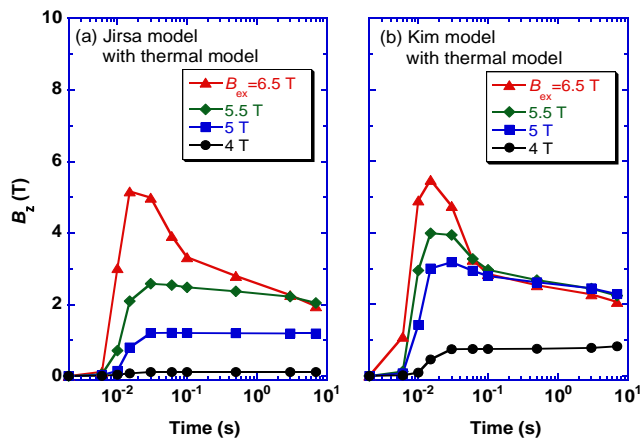 (a) Jirsa model
with thermal model
(b) Kim model
with thermal model
B_ex=6.5 T
5.5 T
5 T
4 T
B_ex=6.5 T
5.5 T
5 T
4 T
10
8
6
4
2
0
B_z (T)
10^-2 10^-1 10^0 10^1
10^-2 10^-1 10^0 10^1
Time (s)
Time (s)